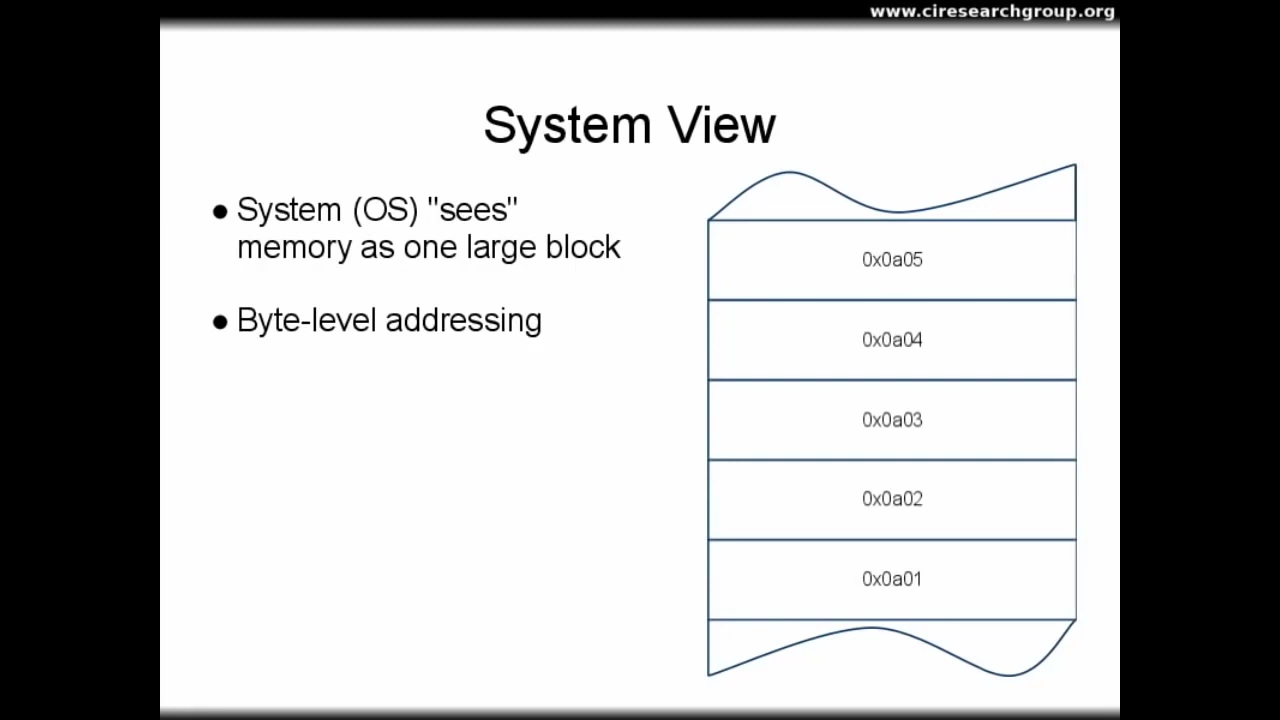 www.ciresearchgroup.org
System View
● System (OS) "sees"
memory as one large block
● Byte-level addressing
0x0a05
0x0a04
0x0a03
0x0a02
0x0a01